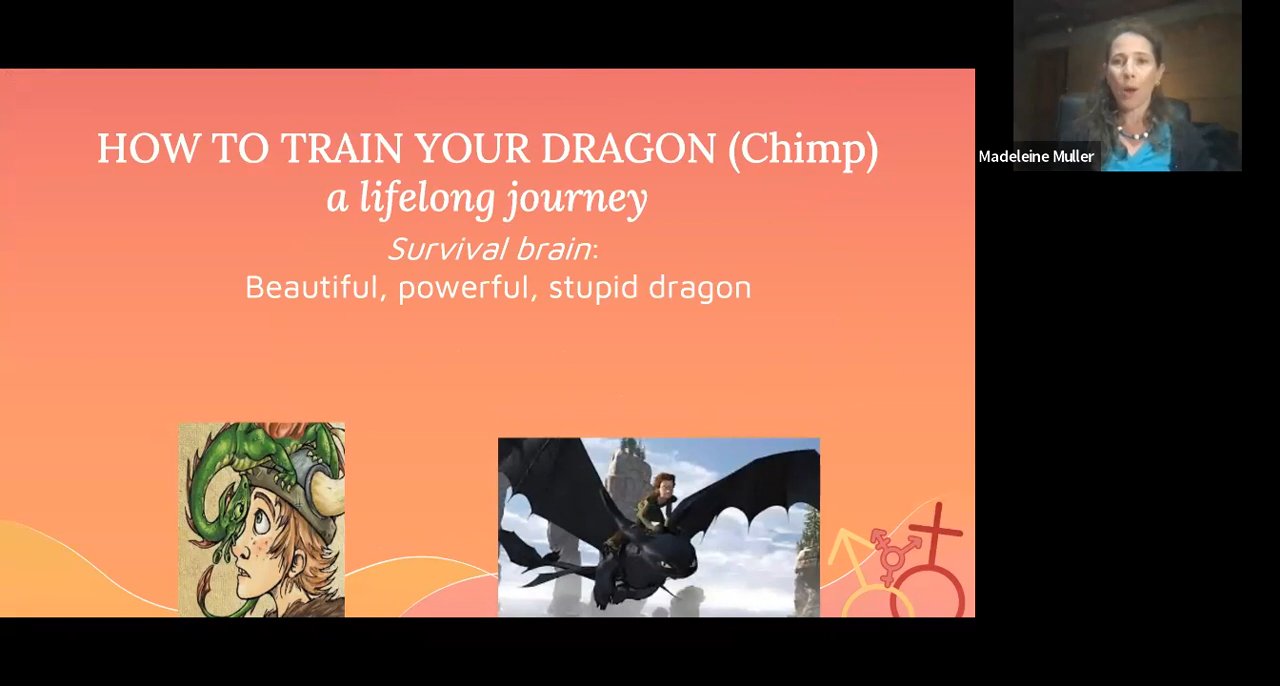 HOW TO TRAIN YOUR DRAGON (Chimp)
a lifelong journey
Survival brain:
Beautiful, powerful, stupid dragon
Madeleine Muller